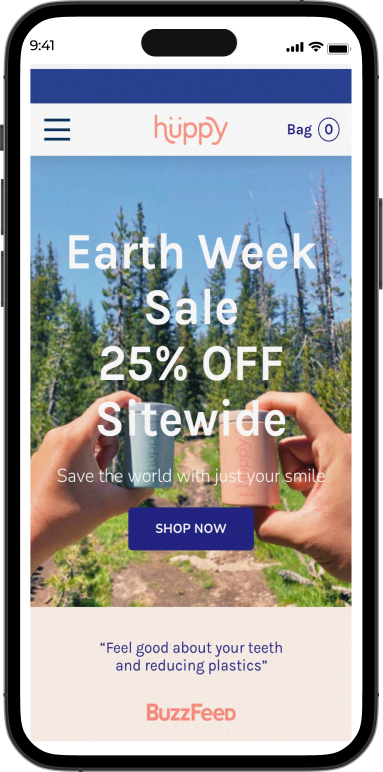 9:41
hüppy
Bag 0
Earth Week
Sale
25% OFF
Sitewide
Save the world with just your smile
SHOP NOW
“Feel good about your teeth
and reducing plastics”
BuzzFeed